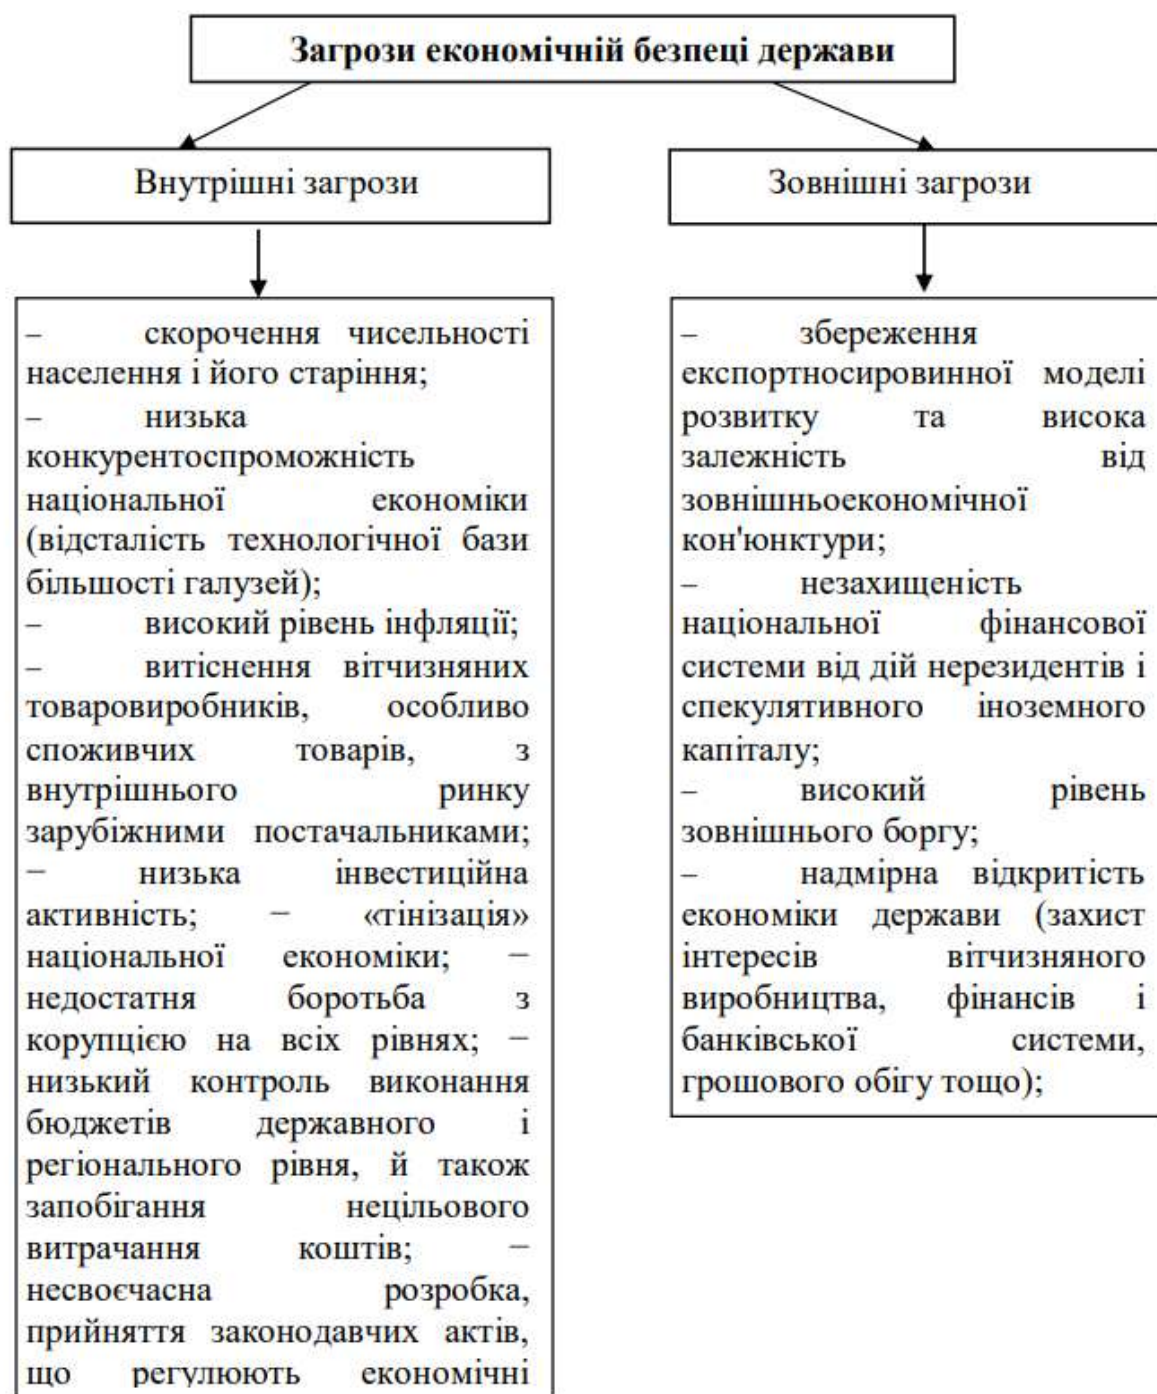 Загрози економічній безпеці держави
Внутрішні загрози
– скорочення чисельності
населення і його старіння;
– низька
конкурентоспроможність
національної економіки
(відсталість технологічної бази
більшості галузей);
– високий рівень інфляції;
– витіснення вітчизняних
товаровиробників, особливо
споживчих товарів, з
внутрішнього ринку
зарубіжними постачальниками;
− низька інвестиційна
активність; − «тінізація»
національної економіки; −
недостатня боротьба з
корупцією на всіх рівнях; −
низький контроль виконання
бюджетів державного і
регіонального рівня, й також
запобігання нецільового
витрачання коштів; −
несвоєчасна розробка,
прийняття законодавчих актів,
що регулюють економічні
Зовнішні загрози
– збереження
експортносировинної моделі
розвитку та висока
залежність від
зовнішньоекономічної
кон'юнктури;
– незахищеність
національної фінансової
системи від дій нерезидентів і
спекулятивного іноземного
капіталу;
– високий рівень
зовнішнього боргу;
– надмірна відкритість
економіки держави (захист
інтересів вітчизняного
виробництва, фінансів і
банківської системи,
грошового обігу тощо);